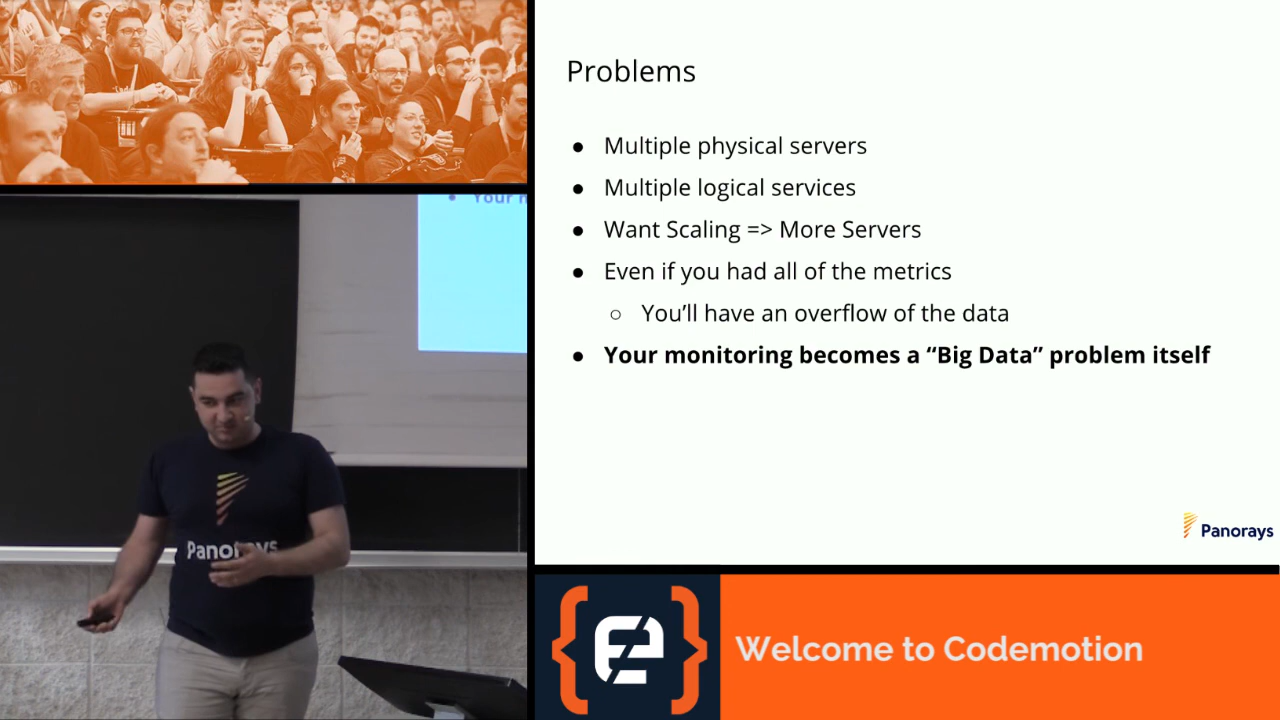 Problems
● Multiple physical servers
● Multiple logical services
● Want Scaling => More Servers
● Even if you had all of the metrics
○ You’ll have an overflow of the data
● Your monitoring becomes a “Big Data” problem itself
Panorays
● Your
Panorays
Welcome to Codemotion